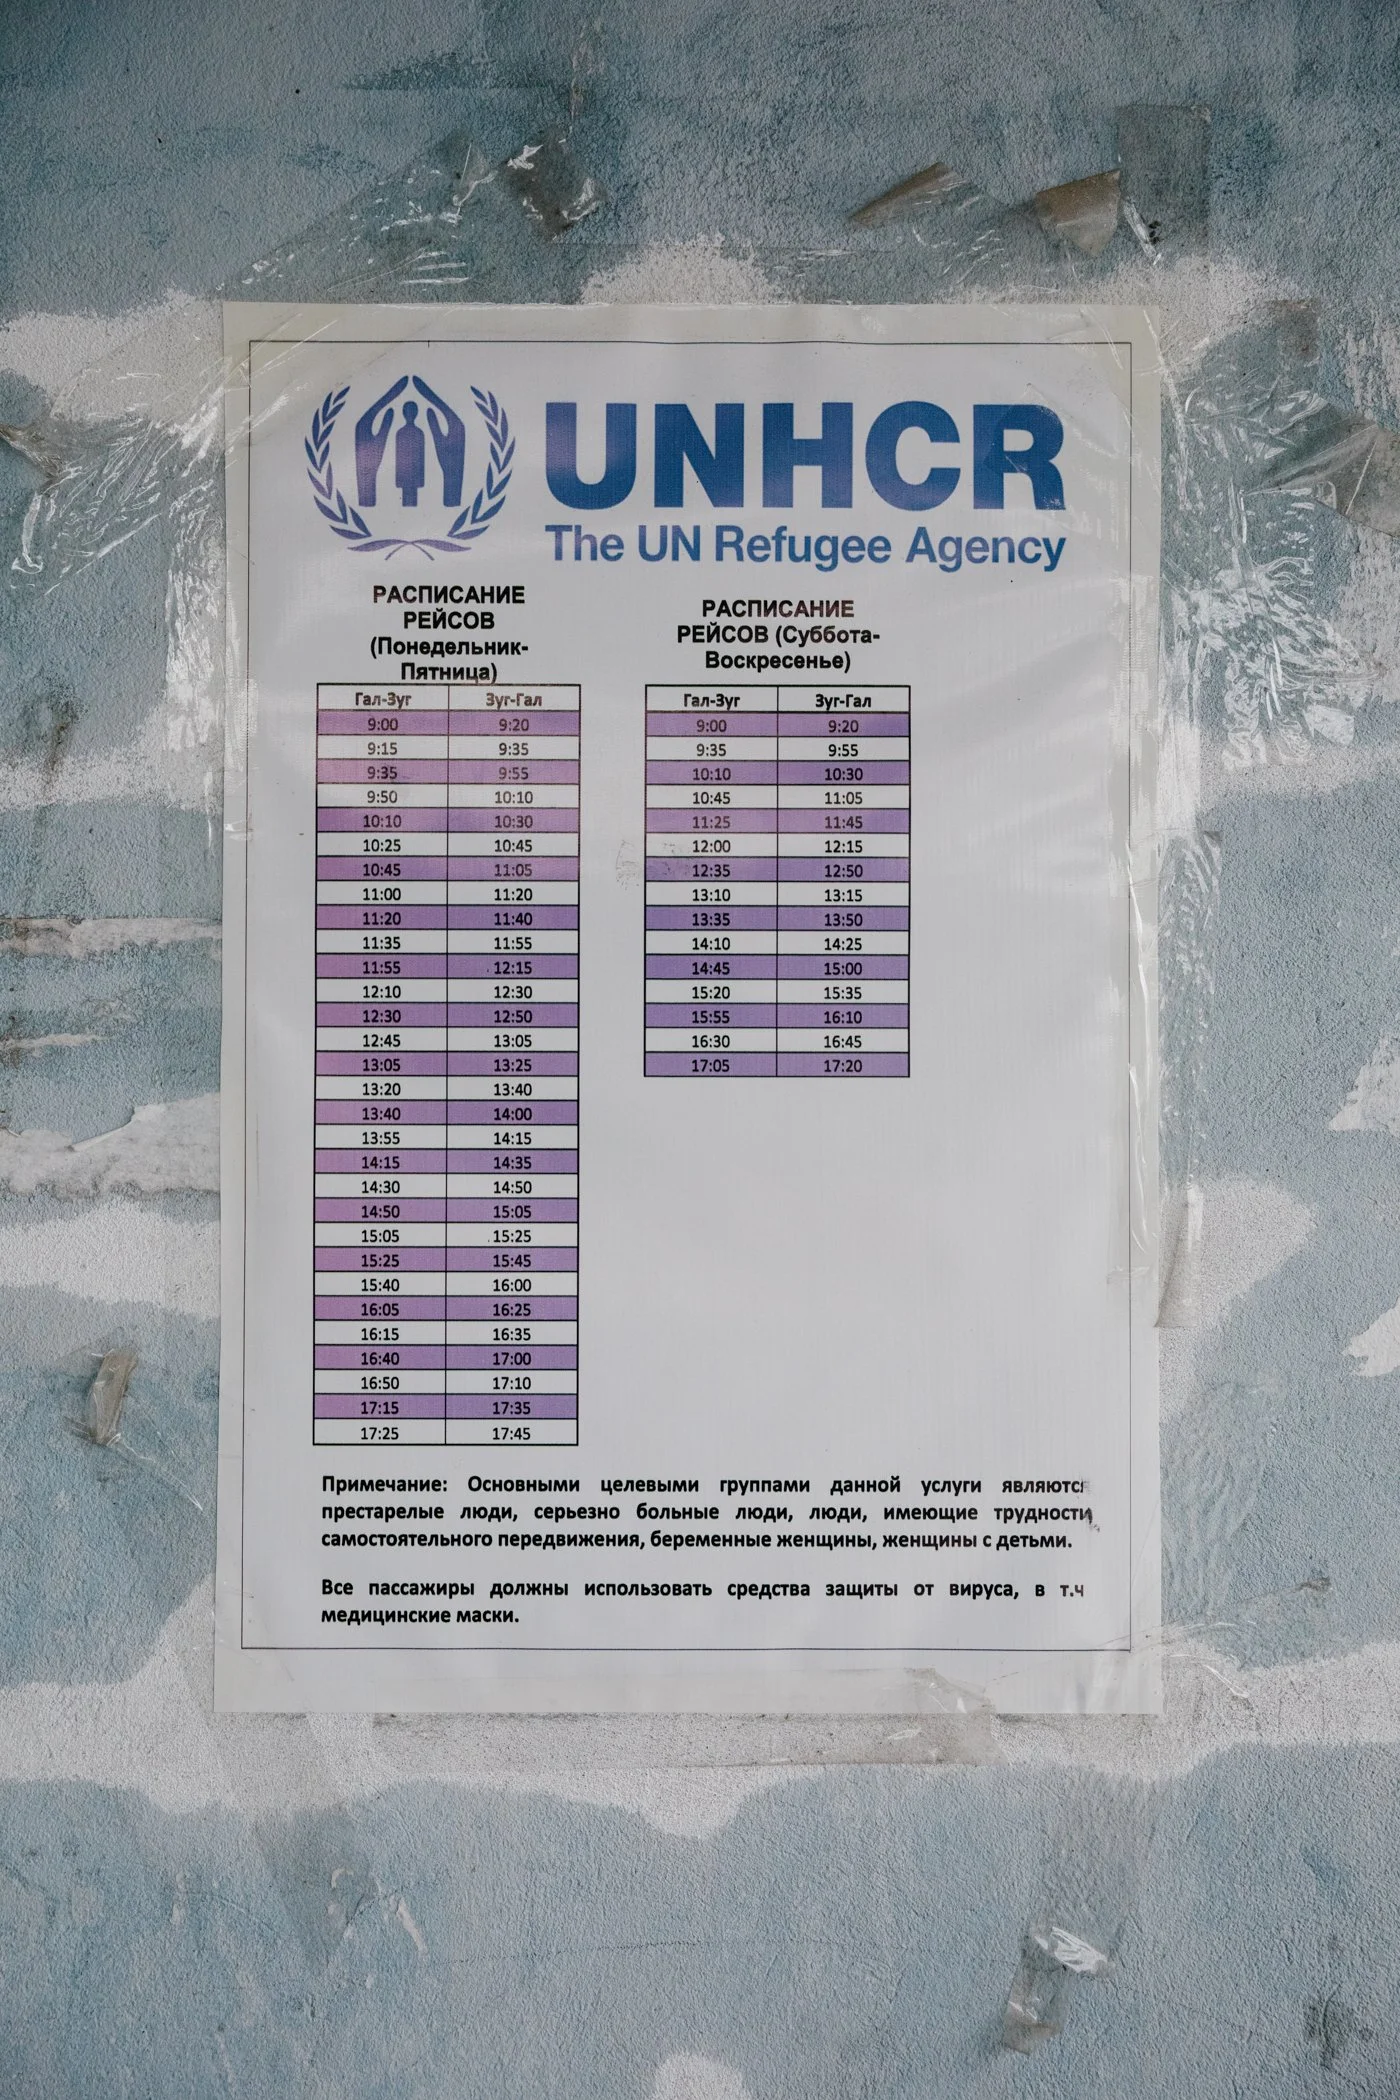 UNHCR
The UN Refugee Agency
РАСПИСАНИЕ
РЕЙСОВ
(Понедельник-
Пятница)
Гал-Зуг Зуг-Гал
9:00 9:20
9:15 9:35
9:35 9:55
9:50 10:10
10:10 10:30
10:25 10:45
10:45 11:05
11:00 11:20
11:20 11:40
11:35 11:55
11:55 12:15
12:10 12:30
12:30 12:50
12:45 13:05
13:05 13:25
13:20 13:40
13:40 14:00
13:55 14:15
14:15 14:35
14:30 14:50
14:50 15:05
15:05 15:25
15:25 15:45
15:40 16:00
16:05 16:25
16:15 16:35
16:40 17:00
16:50 17:10
17:15 17:35
17:25 17:45
РАСПИСАНИЕ
РЕЙСОВ (Суббота-
Воскресенье)
Гал-Зуг Зуг-Гал
9:00 9:20
9:35 9:55
10:10 10:30
10:45 11:05
11:25 11:45
12:00 12:15
12:35 12:50
13:10 13:15
13:35 13:50
14:10 14:25
14:45 15:00
15:20 15:35
15:55 16:10
16:30 16:45
17:05 17:20
Примечание: Основными целевыми группами данной услуги являются
престарелые люди, серьезно больные люди, люди, имеющие трудности
самостоятельного передвижения, беременные женщины, женщины с детьми.
Все пассажиры должны использовать средства защиты от вируса, в т.ч
медицинские маски.